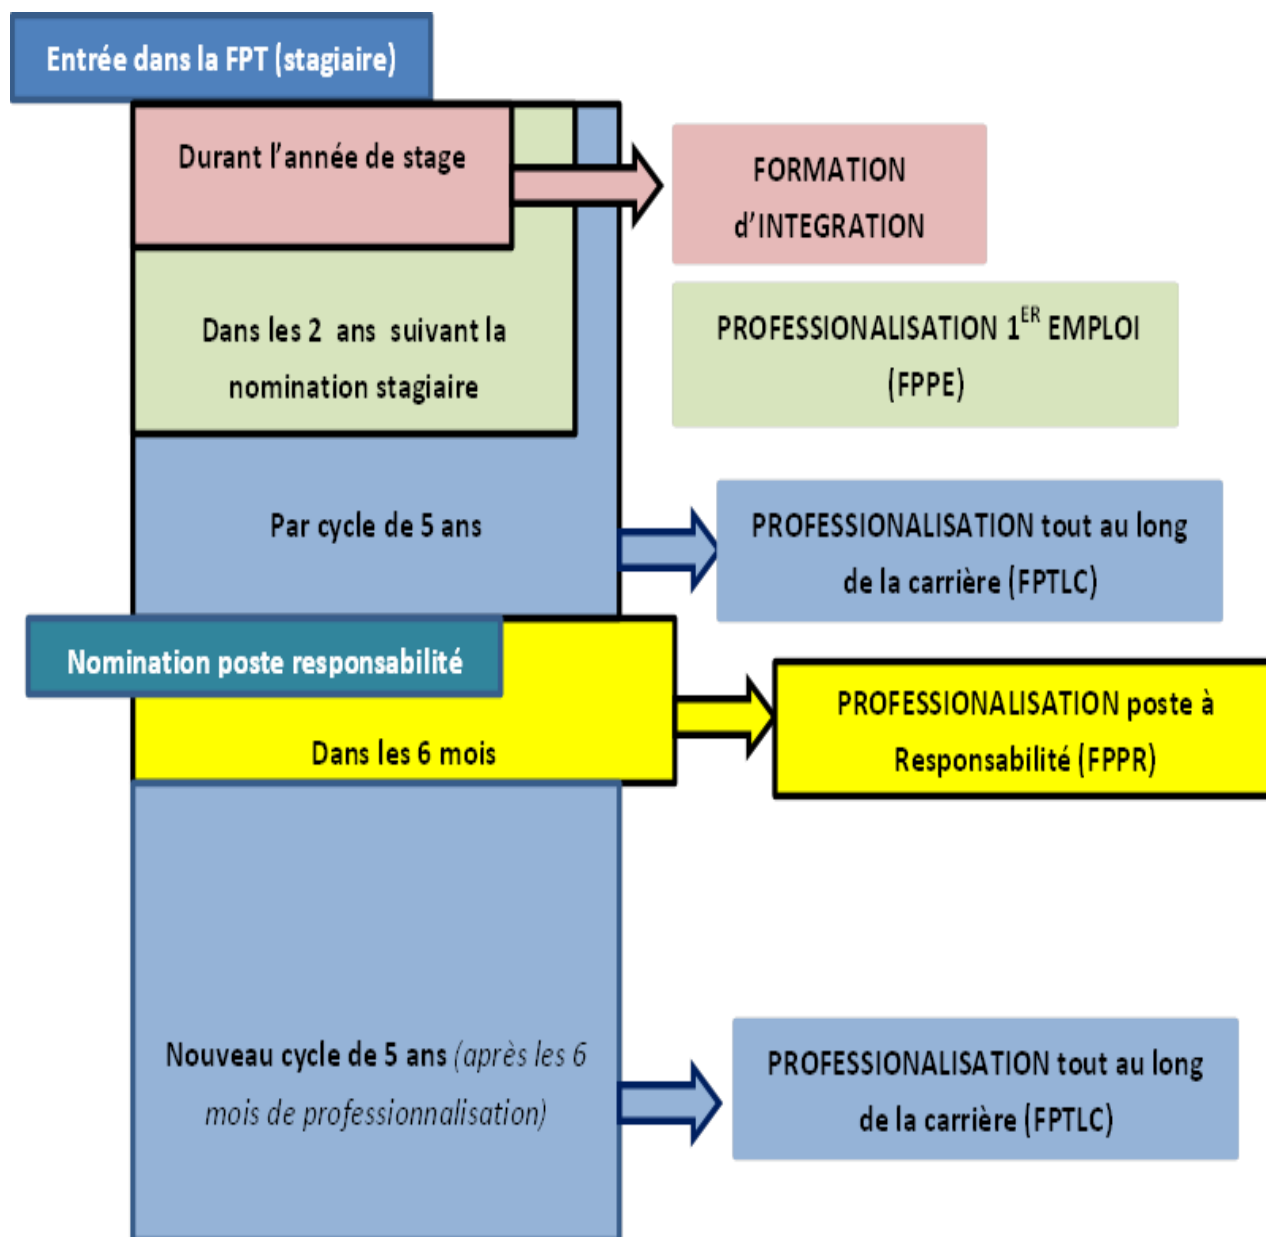 Entrée dans la FPT (stagiaire)
Durant l'année de stage
FORMATION
d'INTEGRATION
Dans les 2 ans suivant la
nomination stagiaire
PROFESSIONALISATION 1ER EMPLOI
(FPPE)
Par cycle de 5 ans
PROFESSIONALISATION tout au long
de la carrière (FPTLC)
Nomination poste responsabilité
Dans les 6 mois
PROFESSIONALISATION poste à
Responsabilité (FPPR)
Nouveau cycle de 5 ans (après les 6
mois de professionnalisation)
PROFESSIONALISATION tout au long
de la carrière (FPTLC)